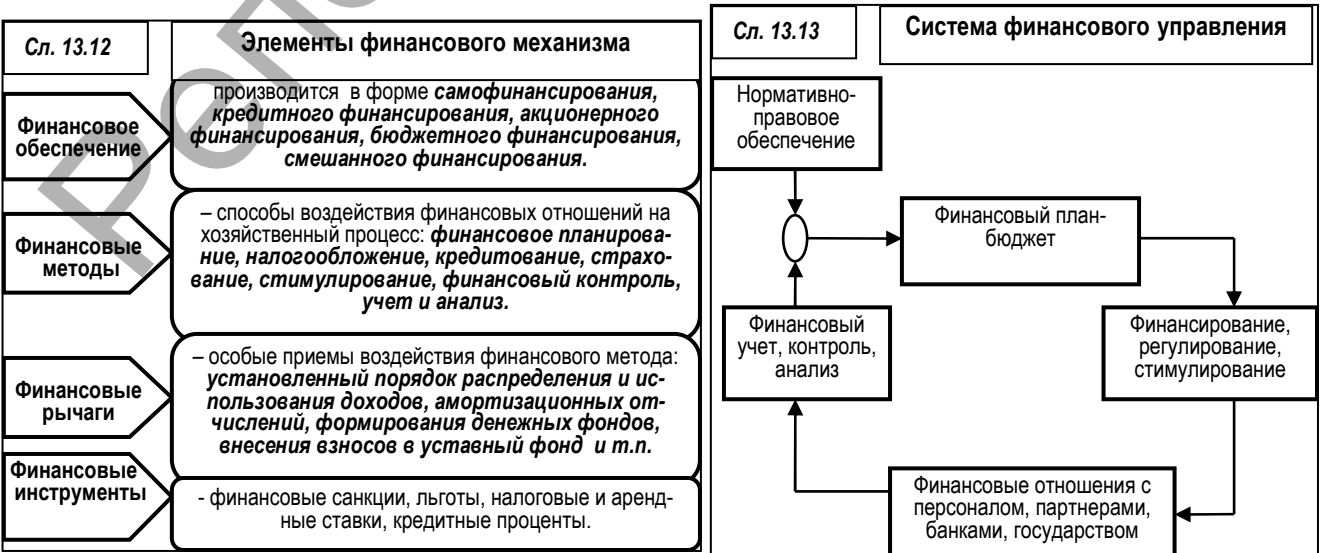 Сл. 13.12
Элементы финансового механизма
Финансовое
обеспечение
производится в форме самофинансирования,
кредитного финансирования, акционерного
финансирования, бюджетного финансирования,
смешанного финансирования.
Финансовые
методы
– способы воздействия финансовых отношений на
хозяйственный процесс: финансовое планирова-
ние, налогообложение, кредитование, страхо-
вание, стимулирование, финансовый контроль,
учет и анализ.
Финансовые
рычаги
– особые приемы воздействия финансового метода:
установленный порядок распределения и ис-
пользования доходов, амортизационных от-
числений, формирования денежных фондов,
внесения взносов в уставный фонд и т.п.
Финансовые
инструменты
- финансовые санкции, льготы, налоговые и аренд-
ные ставки, кредитные проценты.
Сл. 13.13
Система финансового управления
Нормативно-
правовое
обеспечение
Финансовый план-
бюджет
Финансовый
учет, контроль,
анализ
Финансирование,
регулирование,
стимулирование
Финансовые отношения с
персоналом, партнерами,
банками, государством